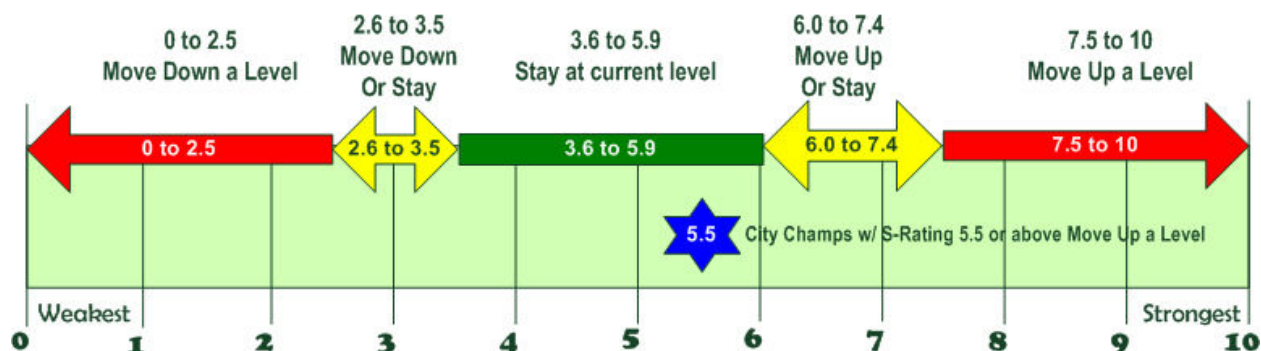 0 to 2.5
Move Down a Level
2.6 to 3.5
Move Down
Or Stay
3.6 to 5.9
Stay at current level
6.0 to 7.4
Move Up
Or Stay
7.5 to 10
Move Up a Level
0 to 2.5
2.6 to 3.5
3.6 to 5.9
6.0 to 7.4
7.5 to 10
5.5
City Champs w/ S-Rating 5.5 or above Move Up a Level
Weakest
Strongest
0 1 2 3 4 5 6 7 8 9 10